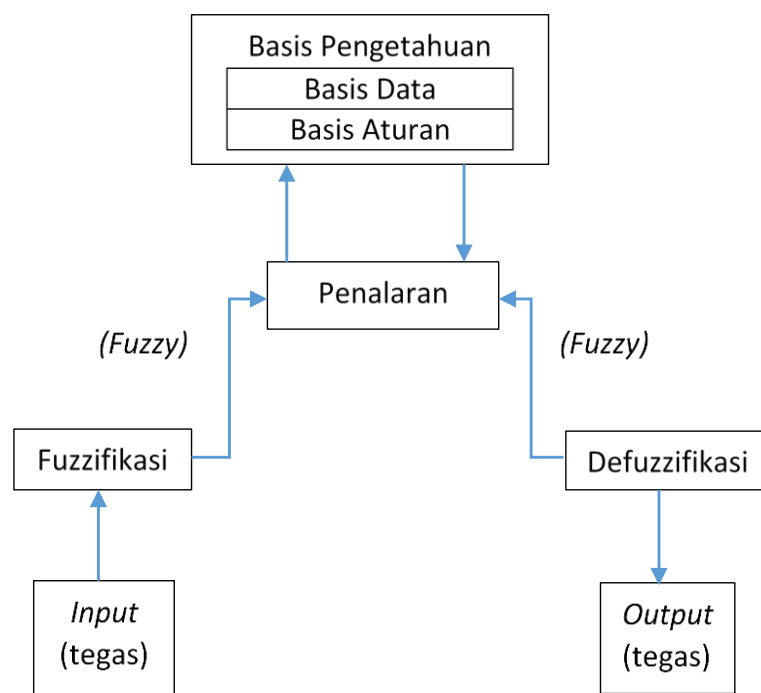 Basis Pengetahuan
Basis Data
Basis Aturan
Penalaran
(Fuzzy)
(Fuzzy)
Fuzzifikasi
Defuzzifikasi
Input
(tegas)
Output
(tegas)